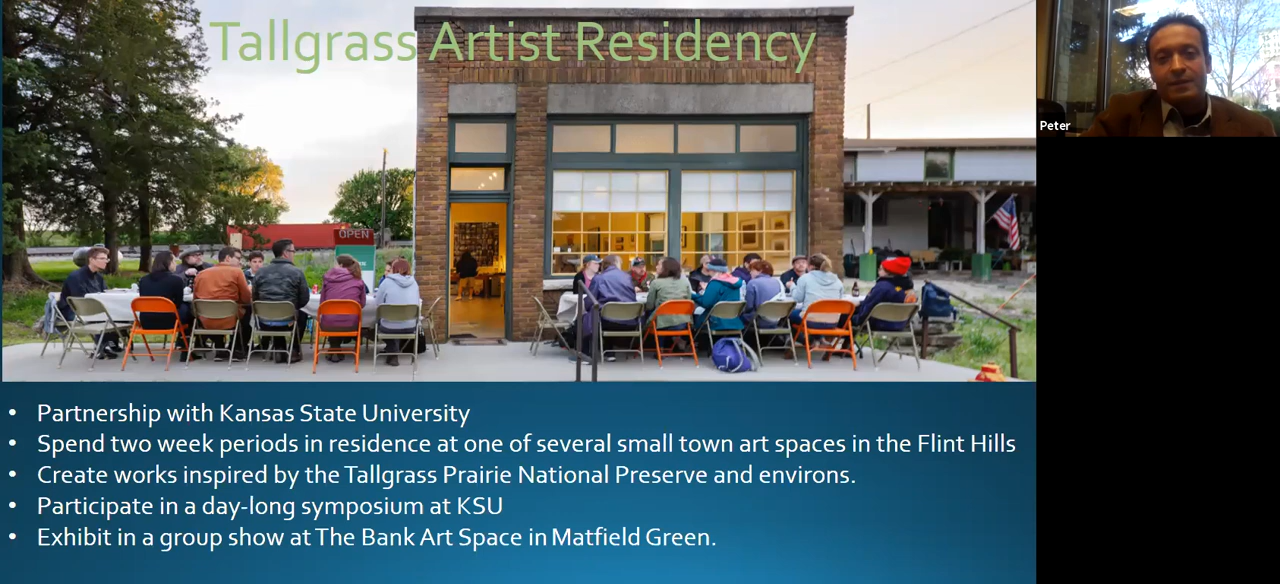 Tallgrass Artist Residency
Peter
OPEN
• Partnership with Kansas State University
• Spend two week periods in residence at one of several small town art spaces in the Flint Hills
• Create works inspired by the Tallgrass Prairie National Preserve and environs.
• Participate in a day-long symposium at KSU
• Exhibit in a group show at The Bank Art Space in Matfield Green.